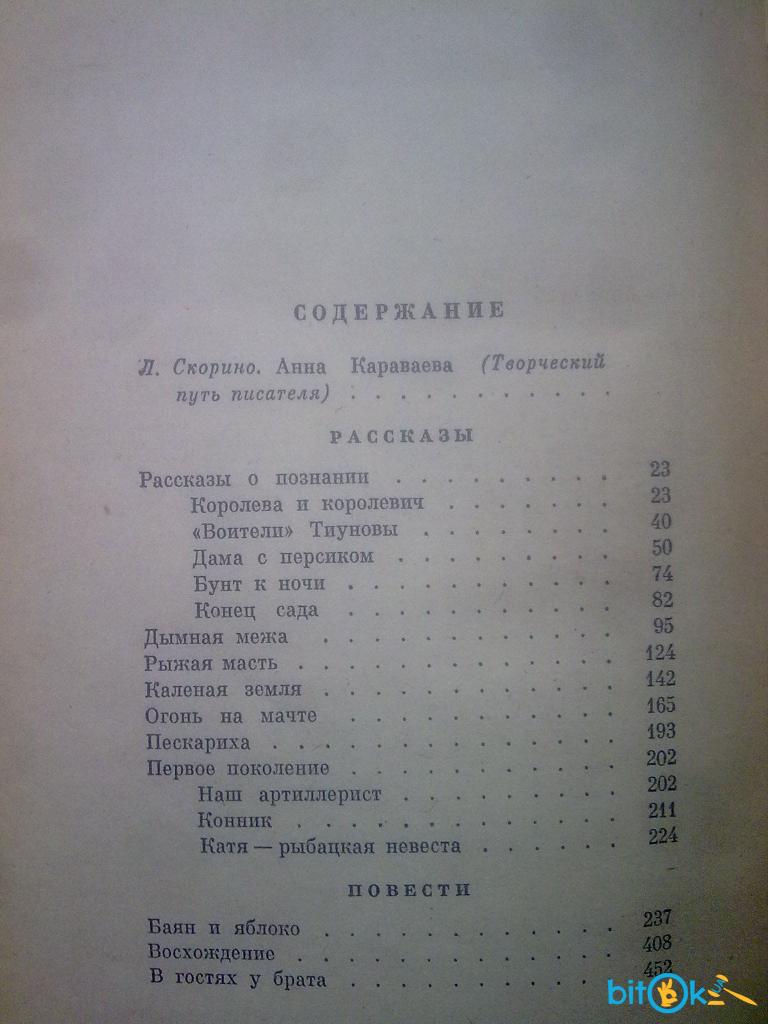 СОДЕРЖАНИЕ
Л. Скорино. Анна Караваева (Творческий
путь писателя) . . . . . . . . . . .
РАССКАЗЫ
Рассказы о познании . . . . . . . . . 23
Королева и королевич . . . . . . . 23
«Воители» Тиуновы . . . . . . . . 40
Дама с персиком . . . . . . . . . 50
Бунт к ночи . . . . . . . . . . . 74
Конец сада . . . . . . . . . . . 82
Дымная межа . . . . . . . . . . . . 95
Рыжая масть . . . . . . . . . . . . . 124
Каленая земля . . . . . . . . . . . . 142
Огонь на мачте . . . . . . . . . . . 165
Пескариха . . . . . . . . . . . . . . 193
Первое поколение . . . . . . . . . . . 202
Наш артиллерист . . . . . . . . . 202
Конник . . . . . . . . . . . . . 211
Катя — рыбацкая невеста . . . . . . 224
ПОВЕСТИ
Баян и яблоко . . . . . . . . . . . . 237
Восхождение . . . . . . . . . . . . . 408
В гостях у брата . . . . . . . . . . . 452
bitok.ua